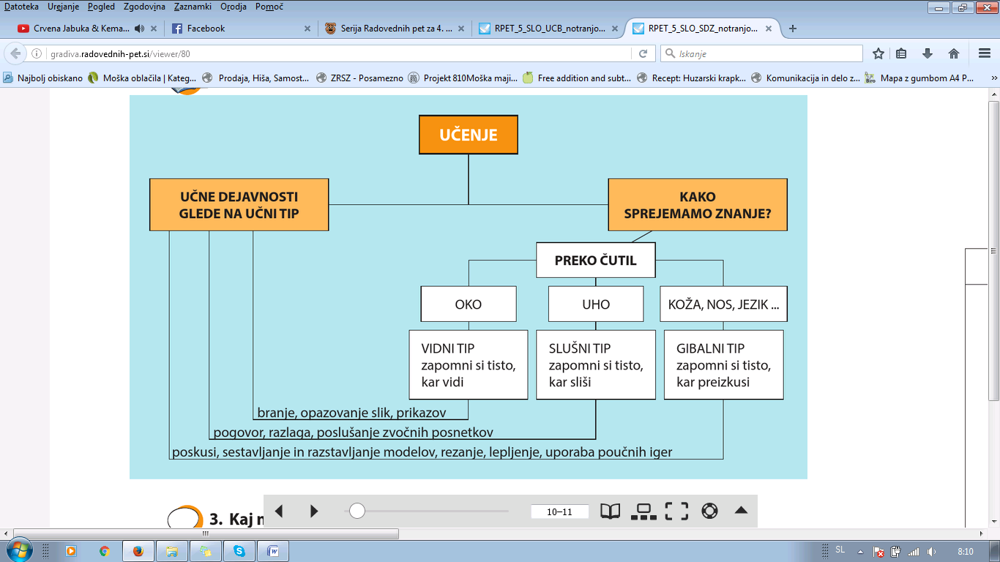 Datoteka Urejanje Pogled Zgodovina Zaznamki Orodja Pomoč
Crvena Jabuka & Kema...
Facebook
Serija Radovednih pet za 4. ...
RPET_5_SLO_UCB_notranjo...
RPET_5_SLO_SDZ_notranjo...
gradiva.radovednih-pet.si/viewer/80
Iskanje
Najbolj obiskano
Moška oblačila | Kateg...
Prodaja, Hiša, Samost...
ZRSZ - Posamezno
Projekt 810Moška maji...
Free addition and subt...
Recept: Huzarski krapk...
Komunikacija in delo z...
Mapa z gumbom A4 P...
UČENJE
UČNE DEJAVNOSTI
GLEDE NA UČNI TIP
KAKO
SPREJEMAMO ZNANJE?
PREKO ČUTIL
OKO
UHO
KOŽA, NOS, JEZIK ...
VIDNI TIP
zapomni si tisto,
kar vidi
SLUŠNI TIP
zapomni si tisto,
kar sliši
GIBALNI TIP
zapomni si tisto,
kar preizkusi
branje, opazovanje slik, prikazov
pogovor, razlaga, poslušanje zvočnih posnetkov
poskusi, sestavljanje in razstavljanje modelov, rezanje, lepljenje, uporaba poučnih iger
3. Kaj
10–11
SL
8:10